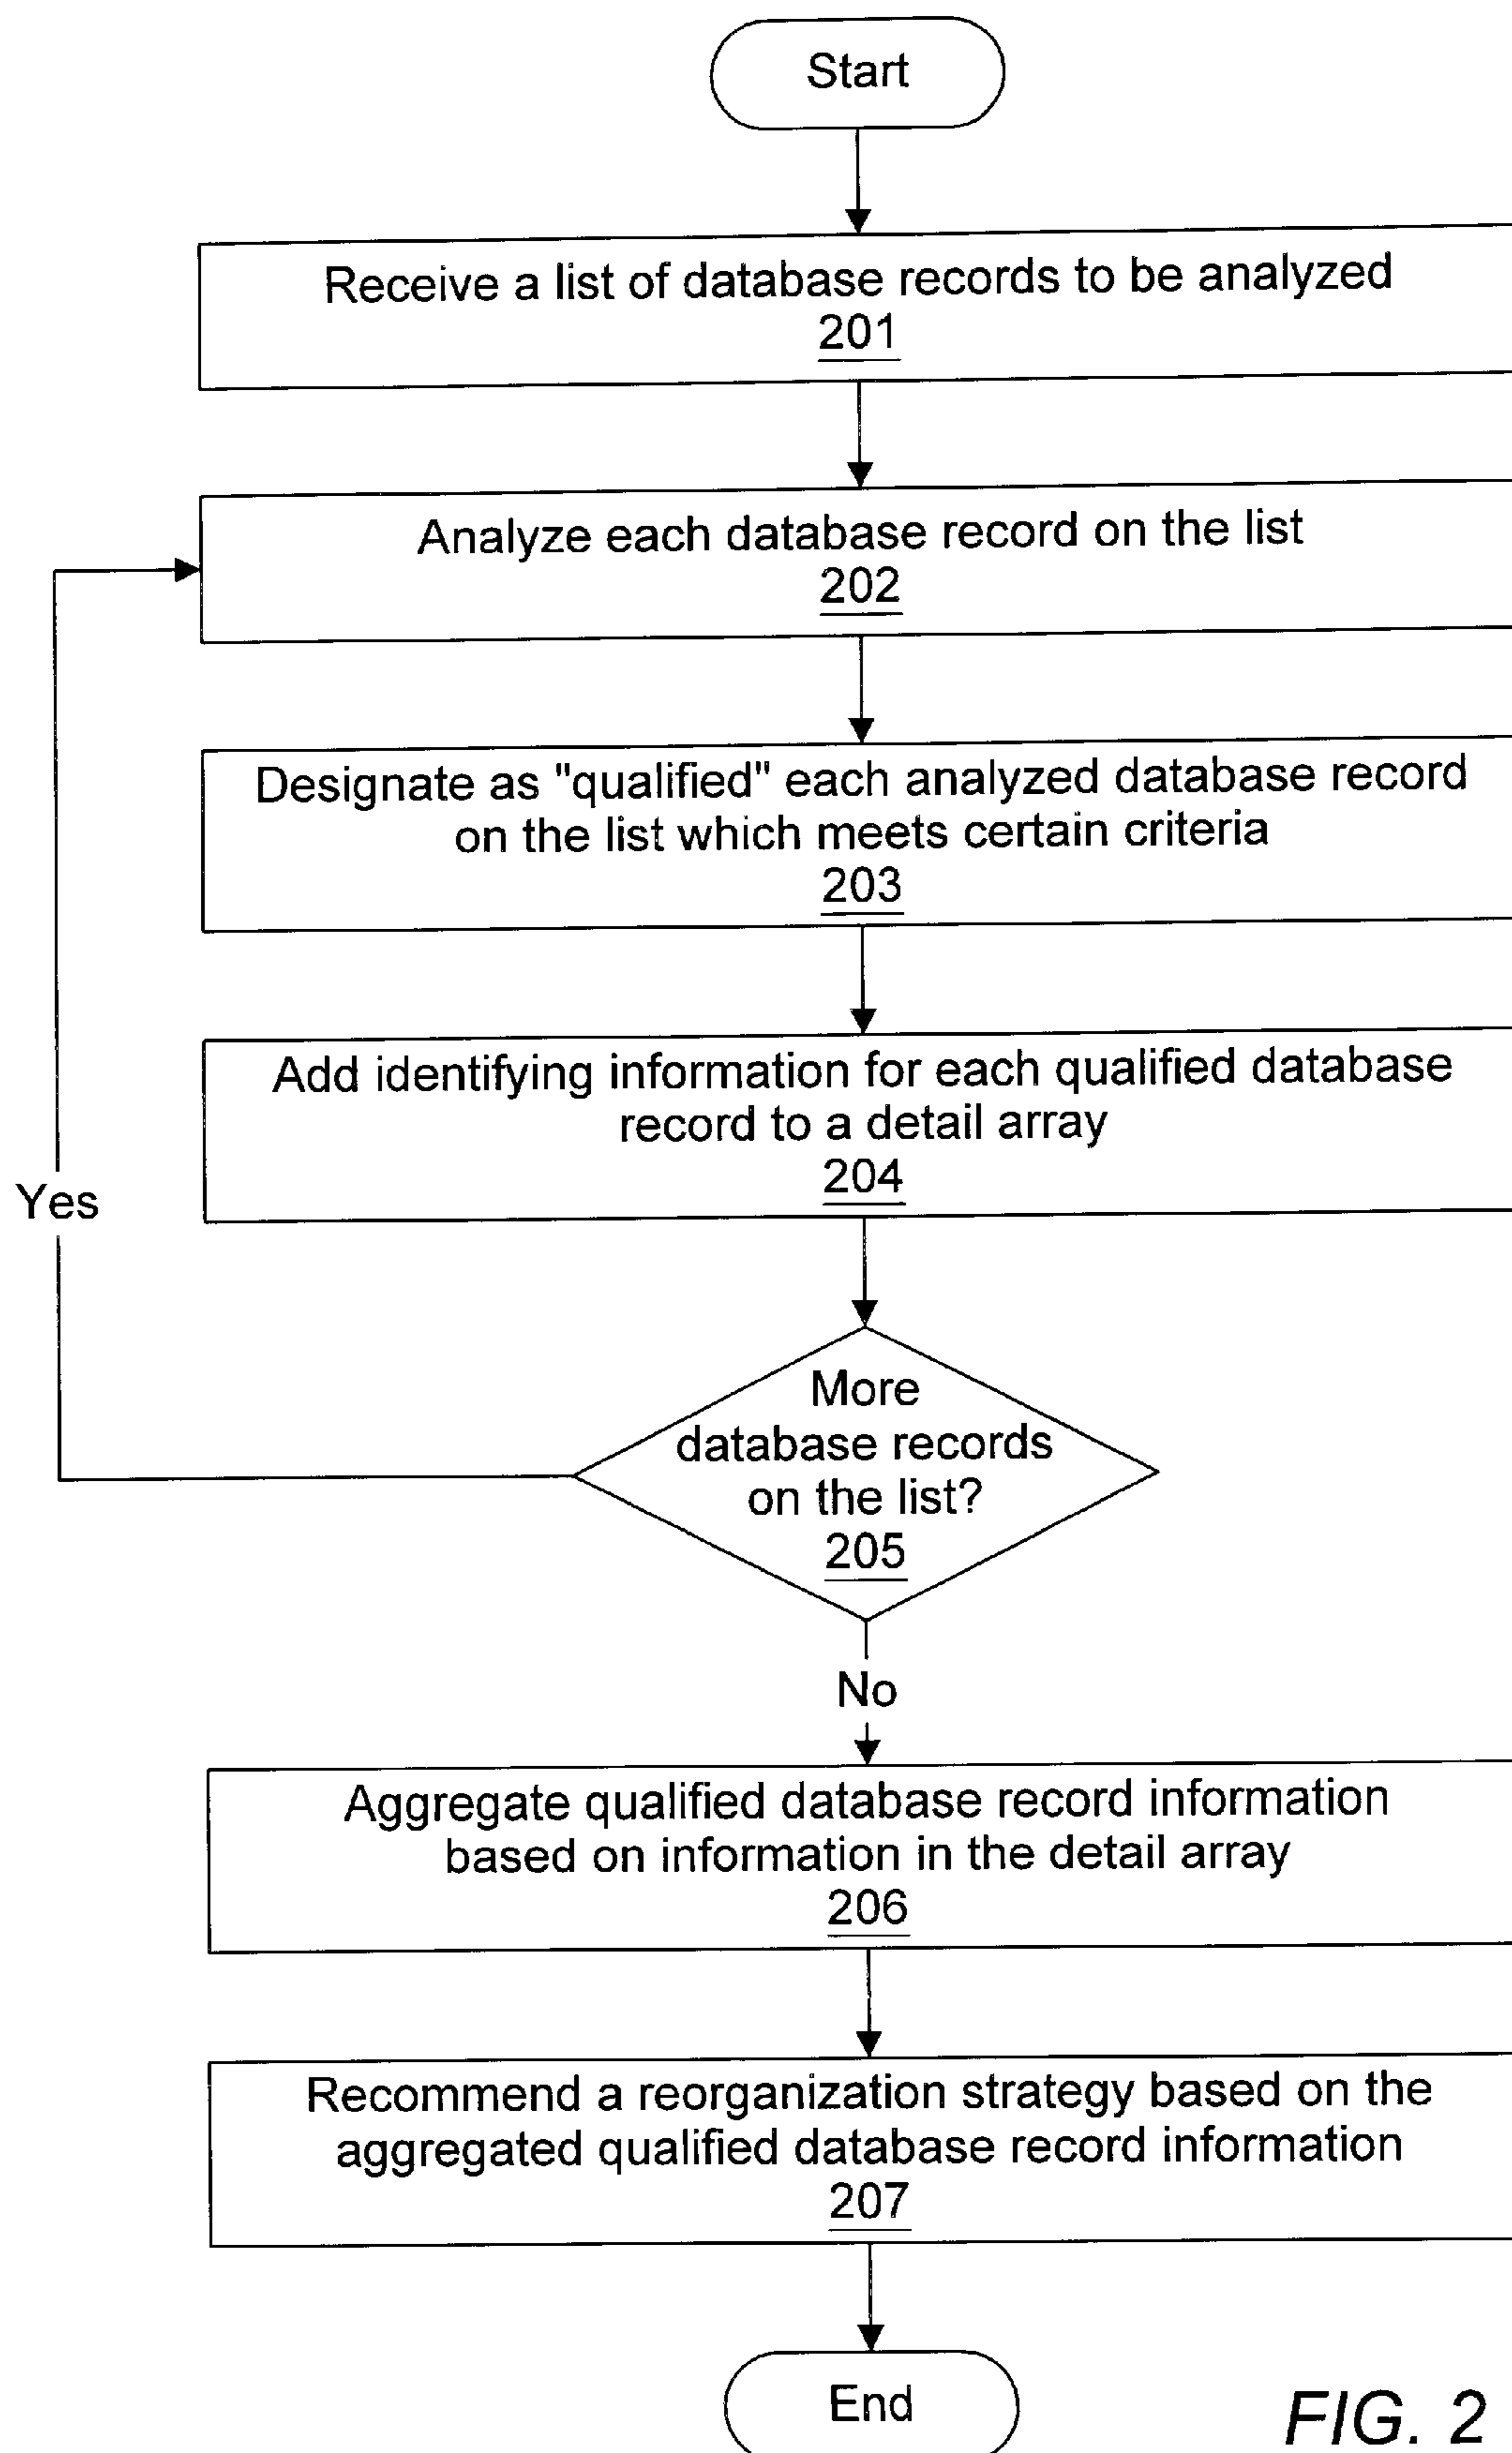 Start
Receive a list of database records to be analyzed
201
Analyze each database record on the list
202
Designate as "qualified" each analyzed database record
on the list which meets certain criteria
203
Add identifying information for each qualified database
record to a detail array
204
Yes
More
database records
on the list?
205
No
Aggregate qualified database record information
based on information in the detail array
206
Recommend a reorganization strategy based on the
aggregated qualified database record information
207
End
FIG. 2